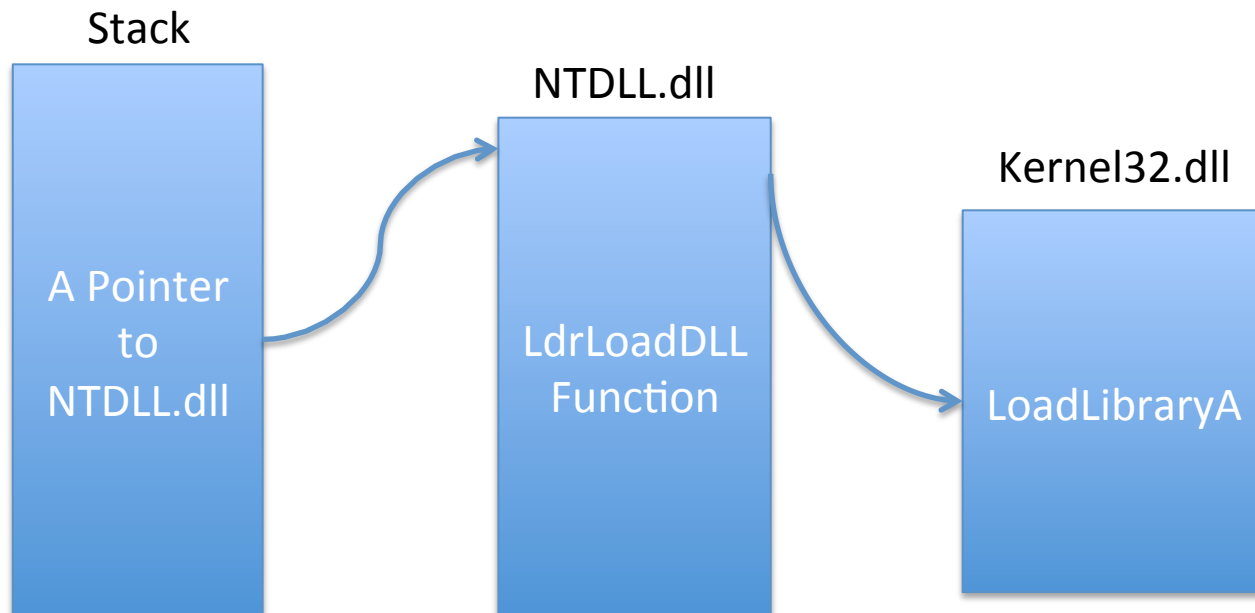 Stack
A Pointer
to
NTDLL.dll
NTDLL.dll
LdrLoadDLL
Function
Kernel32.dll
LoadLibraryA